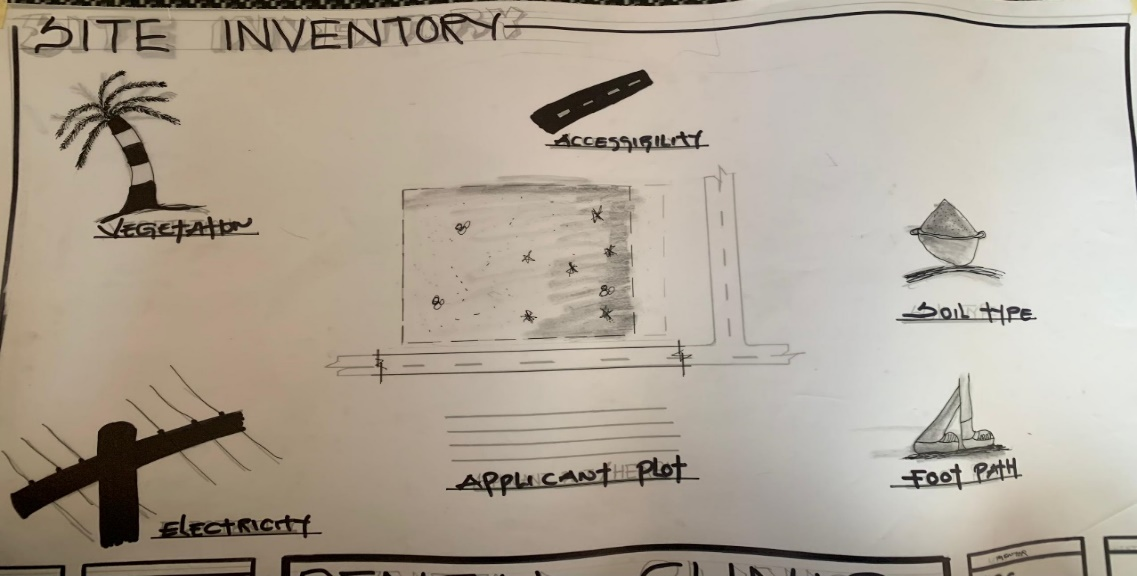 SITE INVENTORY
ACCESSIBILITY
VEGETATION
SOIL TYPE
APPLICANT PLOT
FOOT PATH
ELECTRICITY